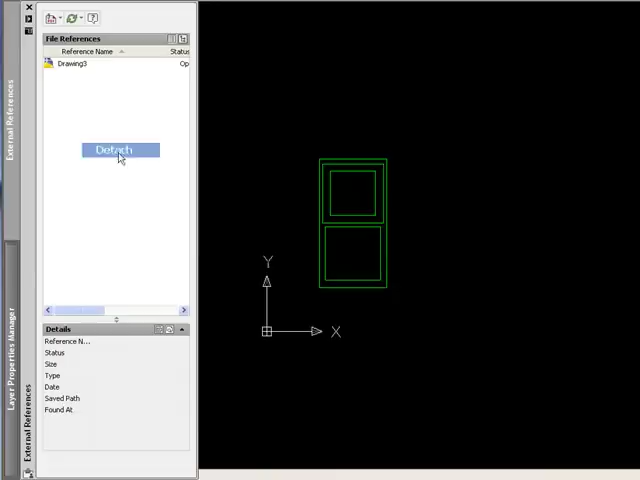 File References
Reference Name Status
Drawing3 Op
Detach
Details
Reference N...
Status
Size
Type
Date
Saved Path
Found At
External References
Layer Properties Manager
External References
Y
X